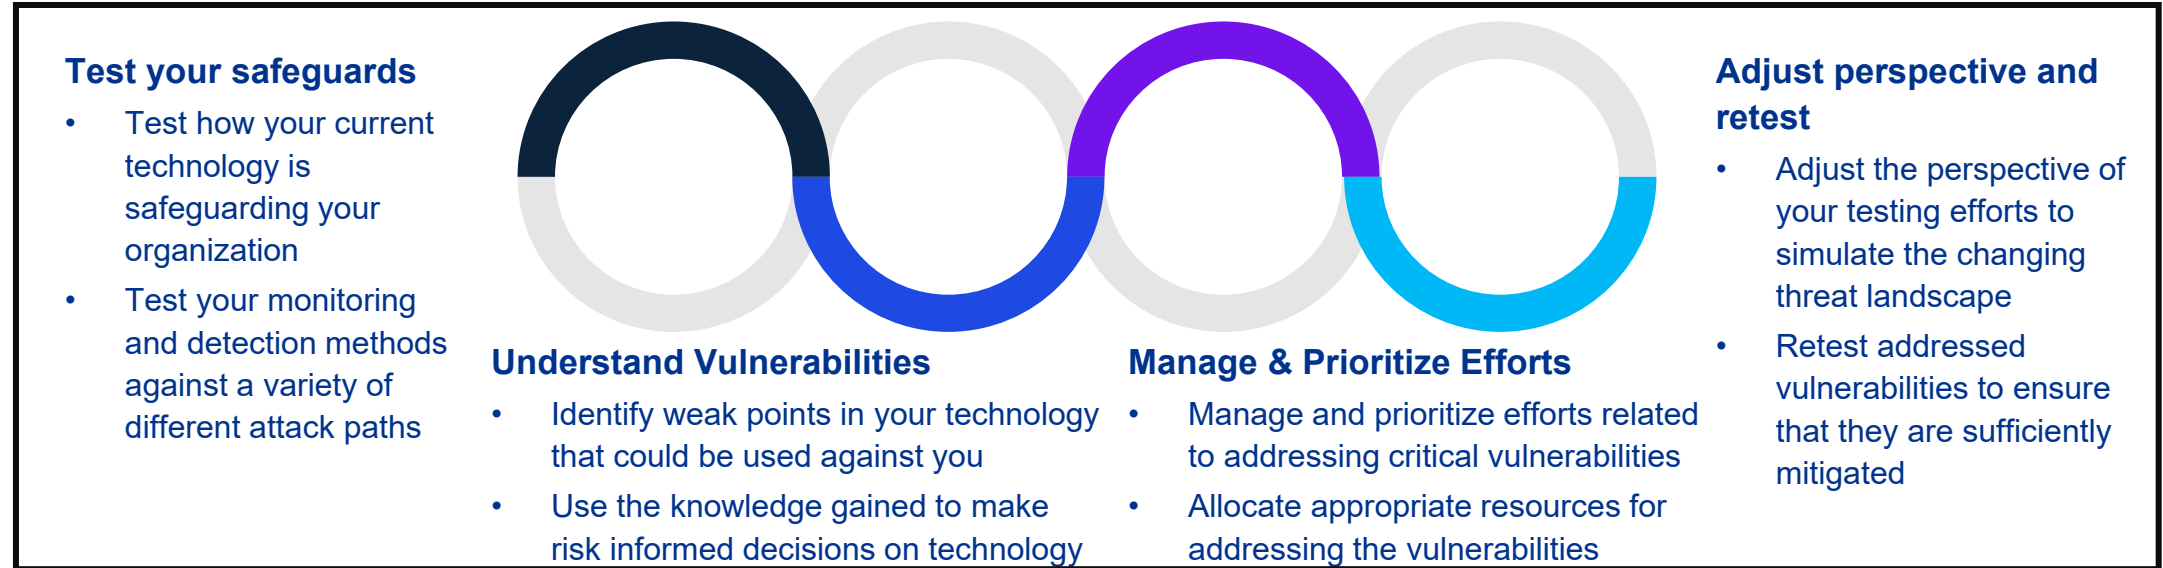 Test your safeguards
• Test how your current
technology is
safeguarding your
organization
• Test your monitoring
and detection methods
against a variety of
different attack paths
Understand Vulnerabilities
• Identify weak points in your technology
that could be used against you
• Use the knowledge gained to make
risk informed decisions on technology
Manage & Prioritize Efforts
• Manage and prioritize efforts related
to addressing critical vulnerabilities
• Allocate appropriate resources for
addressing the vulnerabilities
Adjust perspective and
retest
• Adjust the perspective of
your testing efforts to
simulate the changing
threat landscape
• Retest addressed
vulnerabilities to ensure
that they are sufficiently
mitigated